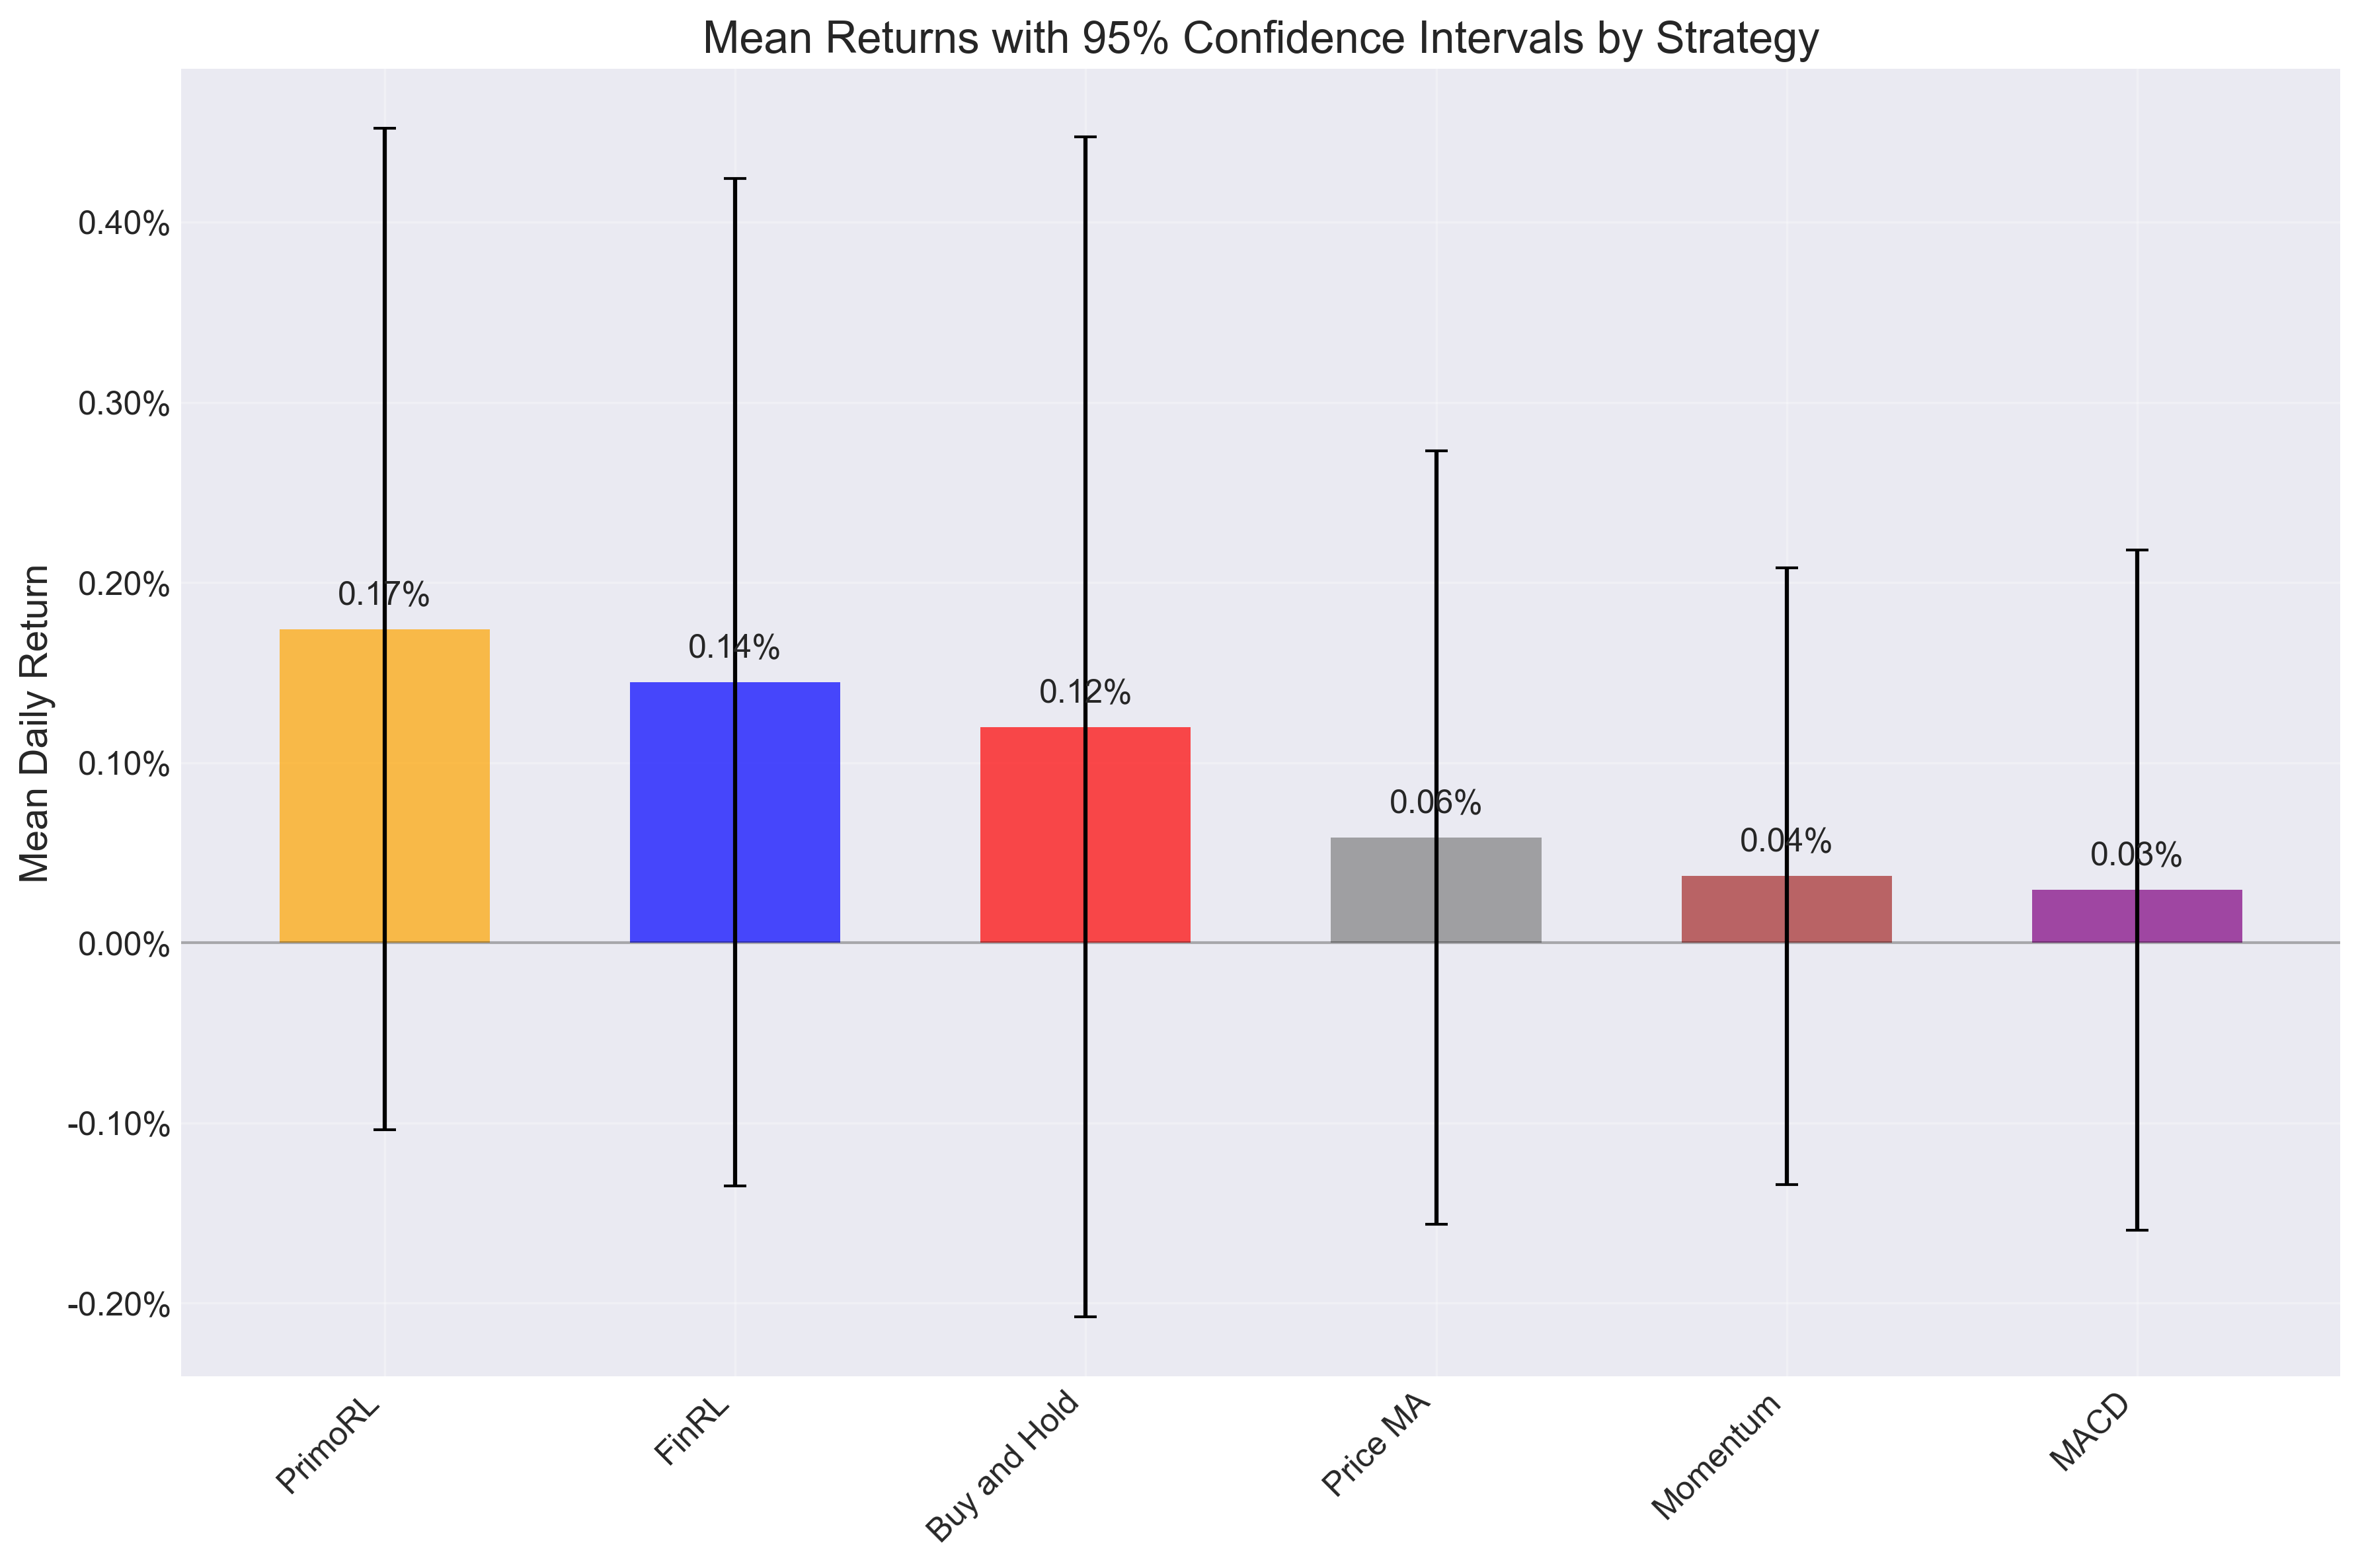 Mean Returns with 95% Confidence Intervals by Strategy
Mean Daily Return
0.40%
0.30%
0.20%
0.10%
0.00%
-0.10%
-0.20%
0.17%
0.14%
0.12%
0.06%
0.04%
0.03%
PrimoRL
FinRL
Buy and Hold
Price MA
Momentum
MACD